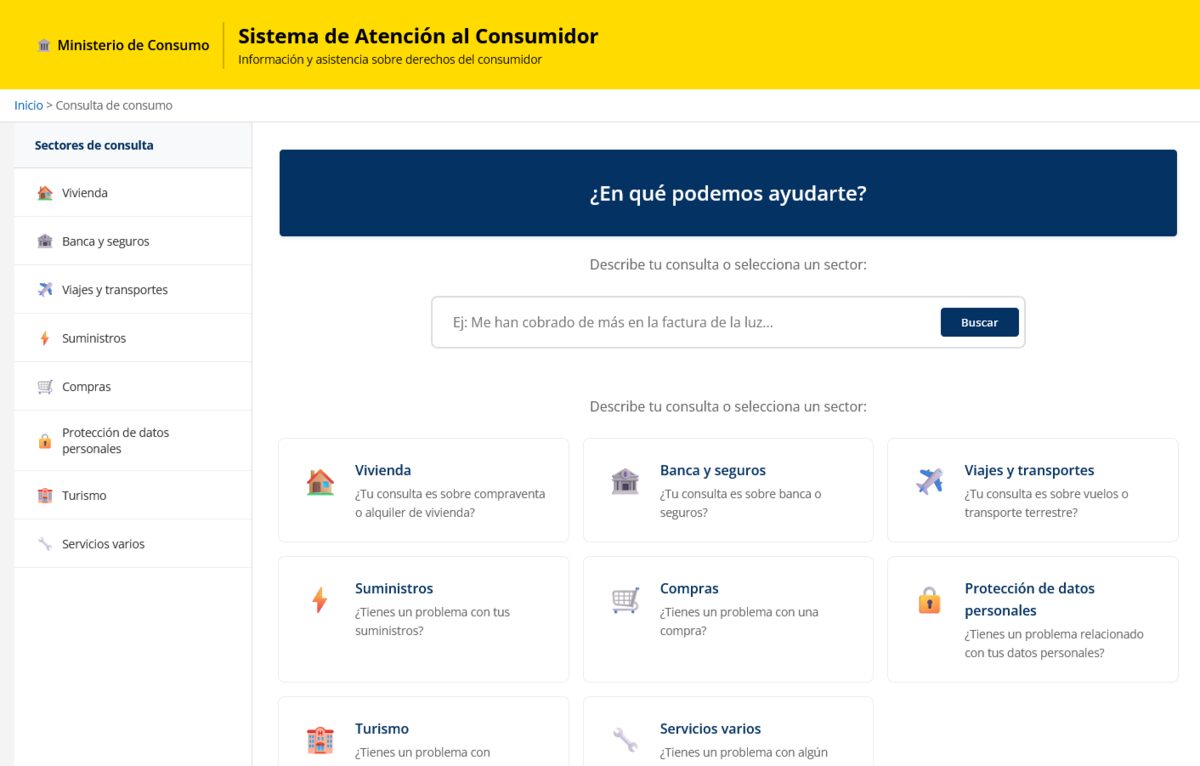 Ministerio de Consumo
Sistema de Atención al Consumidor
Información y asistencia sobre derechos del consumidor
Inicio > Consulta de consumo
Sectores de consulta
Vivienda
Banca y seguros
Viajes y transportes
Suministros
Compras
Protección de datos
personales
Turismo
Servicios varios
¿En qué podemos ayudarte?
Describe tu consulta o selecciona un sector:
Ej: Me han cobrado de más en la factura de la luz...
Buscar
Describe tu consulta o selecciona un sector:
Vivienda
¿Tu consulta es sobre compraventa
o alquiler de vivienda?
Banca y seguros
¿Tu consulta es sobre banca o
seguros?
Viajes y transportes
¿Tu consulta es sobre vuelos o
transporte terrestre?
Suministros
¿Tienes un problema con tus
suministros?
Compras
¿Tienes un problema con una
compra?
Protección de datos
personales
¿Tienes un problema relacionado
con tus datos personales?
Turismo
¿Tienes un problema con
Servicios varios
¿Tienes un problema con algún